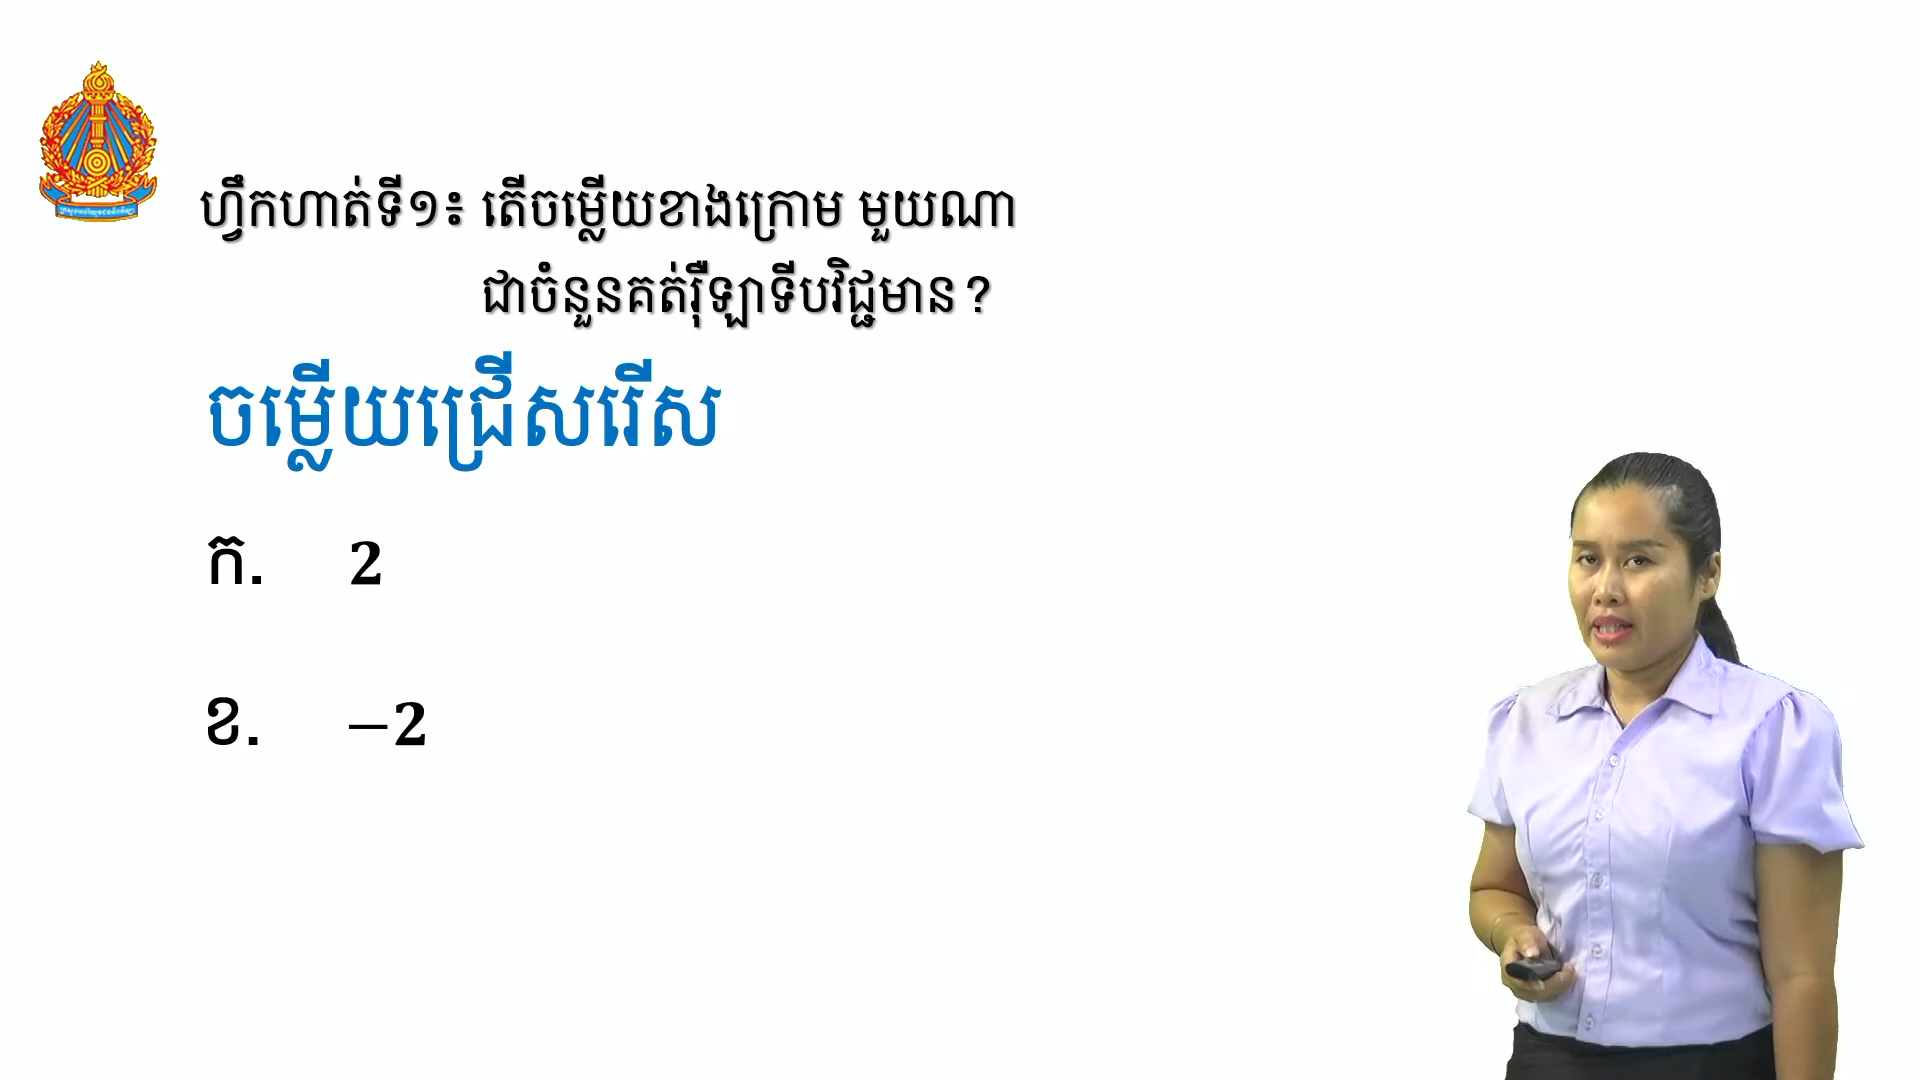 ហ្វឹកហាត់ទី១៖ តើចម្លើយខាងក្រោម មួយណា
ជាចំនួនគត់រ៉ឺឡាទីបវិជ្ជមាន ?
ចម្លើយជ្រើសរើស
ក. 2
ខ. −2